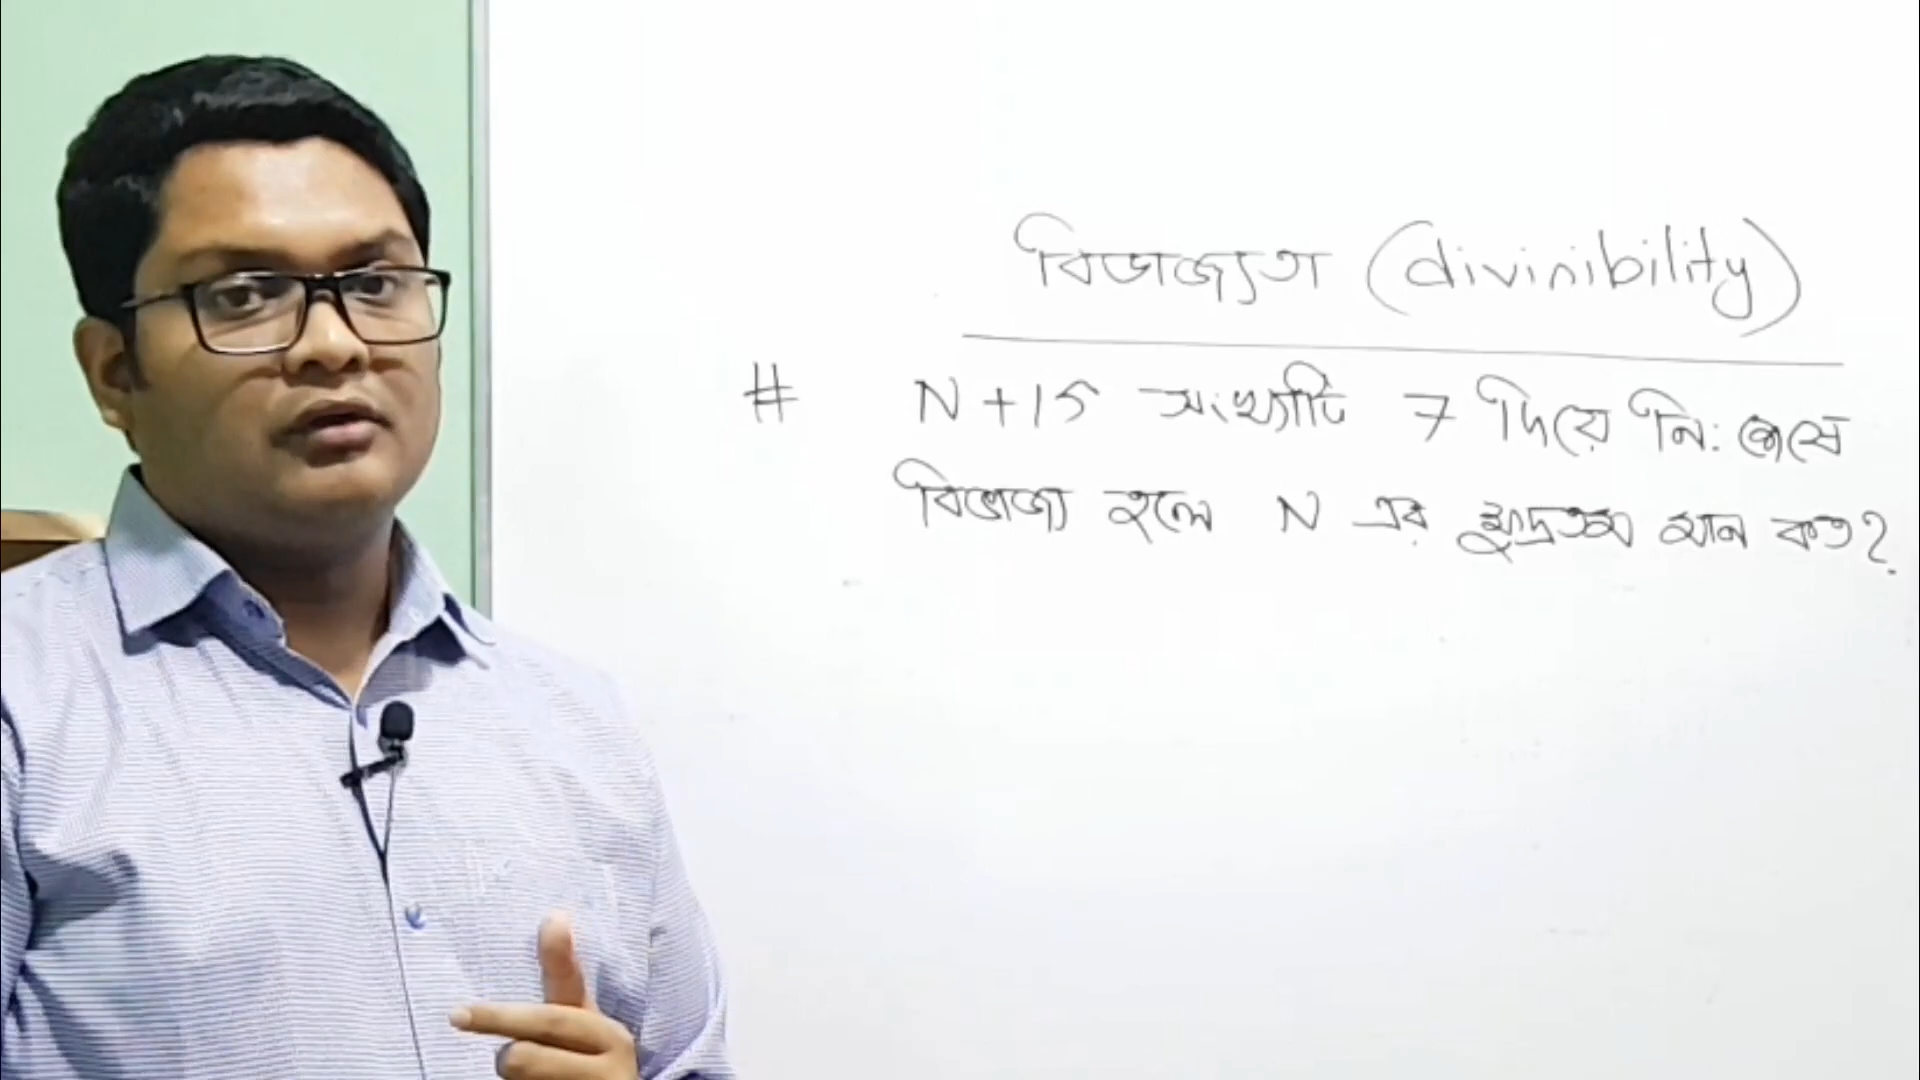 বিভাজ্যতা (divinibility)
# N+15 সংখ্যাটি 7 দিয়ে নি:শেষে
বিভাজ্য হলে N এর ক্ষুদ্রতম মান কত?